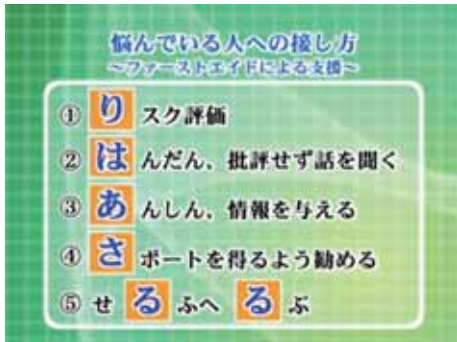 悩んでいる人への接し方
～ファーストエイドによる支援～
① りスク評価
② はんだん、批評せず話を聞く
③ あんしん、情報を与える
④ さポートを得るよう勧める
⑤ せるふへるぷ